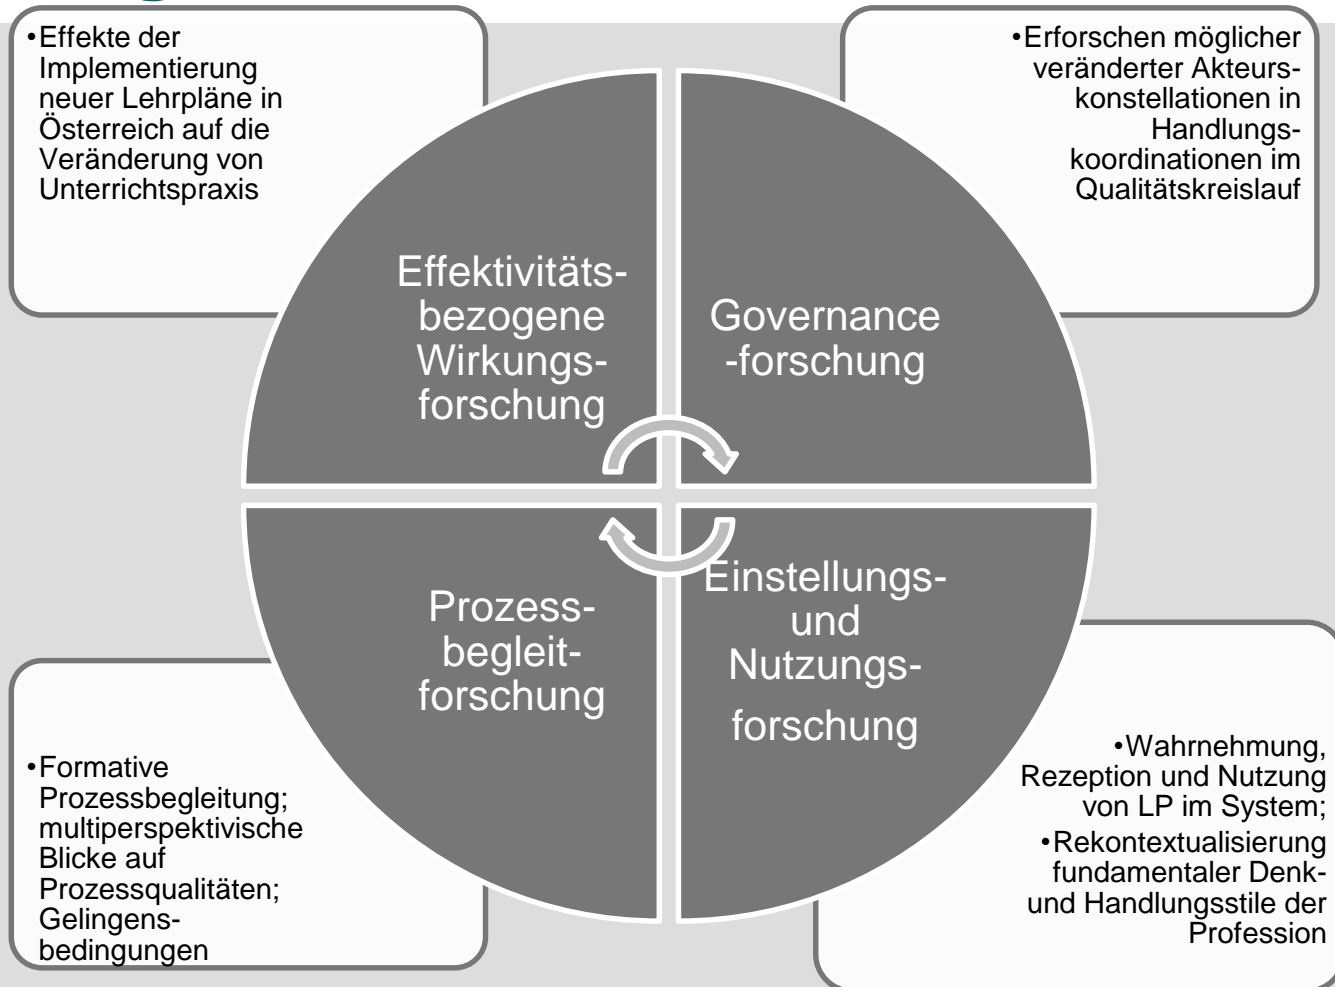 •Effekte der
Implementierung
neuer Lehrpläne in
Österreich auf die
Veränderung von
Unterrichtspraxis
•Erforschen möglicher
veränderter Akteurs-
konstellationen in
Handlungs-
koordinationen im
Qualitätskreislauf
Effektivitäts-
bezogene
Wirkungs-
forschung
Governance
-forschung
Prozess-
begleit-
forschung
Einstellungs-
und
Nutzungs-
forschung
•Formative
Prozessbegleitung;
multiperspektivische
Blicke auf
Prozessqualitäten;
Gelingens-
bedingungen
•Wahrnehmung,
Rezeption und Nutzung
von LP im System;
•Rekontextualisierung
fundamentaler Denk-
und Handlungsstile der
Profession